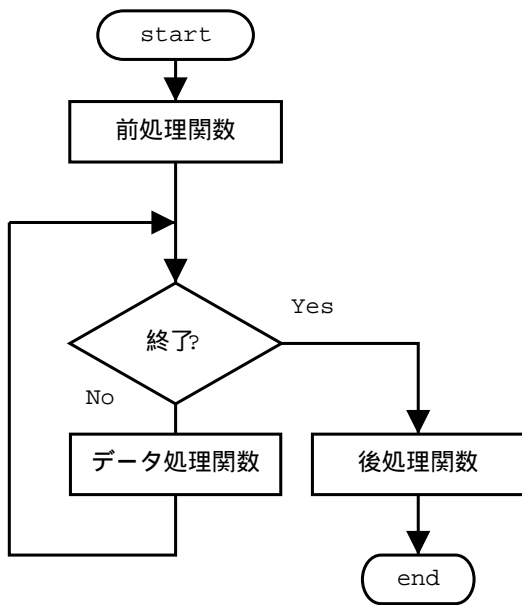 start
前処理関数
Yes
終了?
No
データ処理関数
後処理関数
end